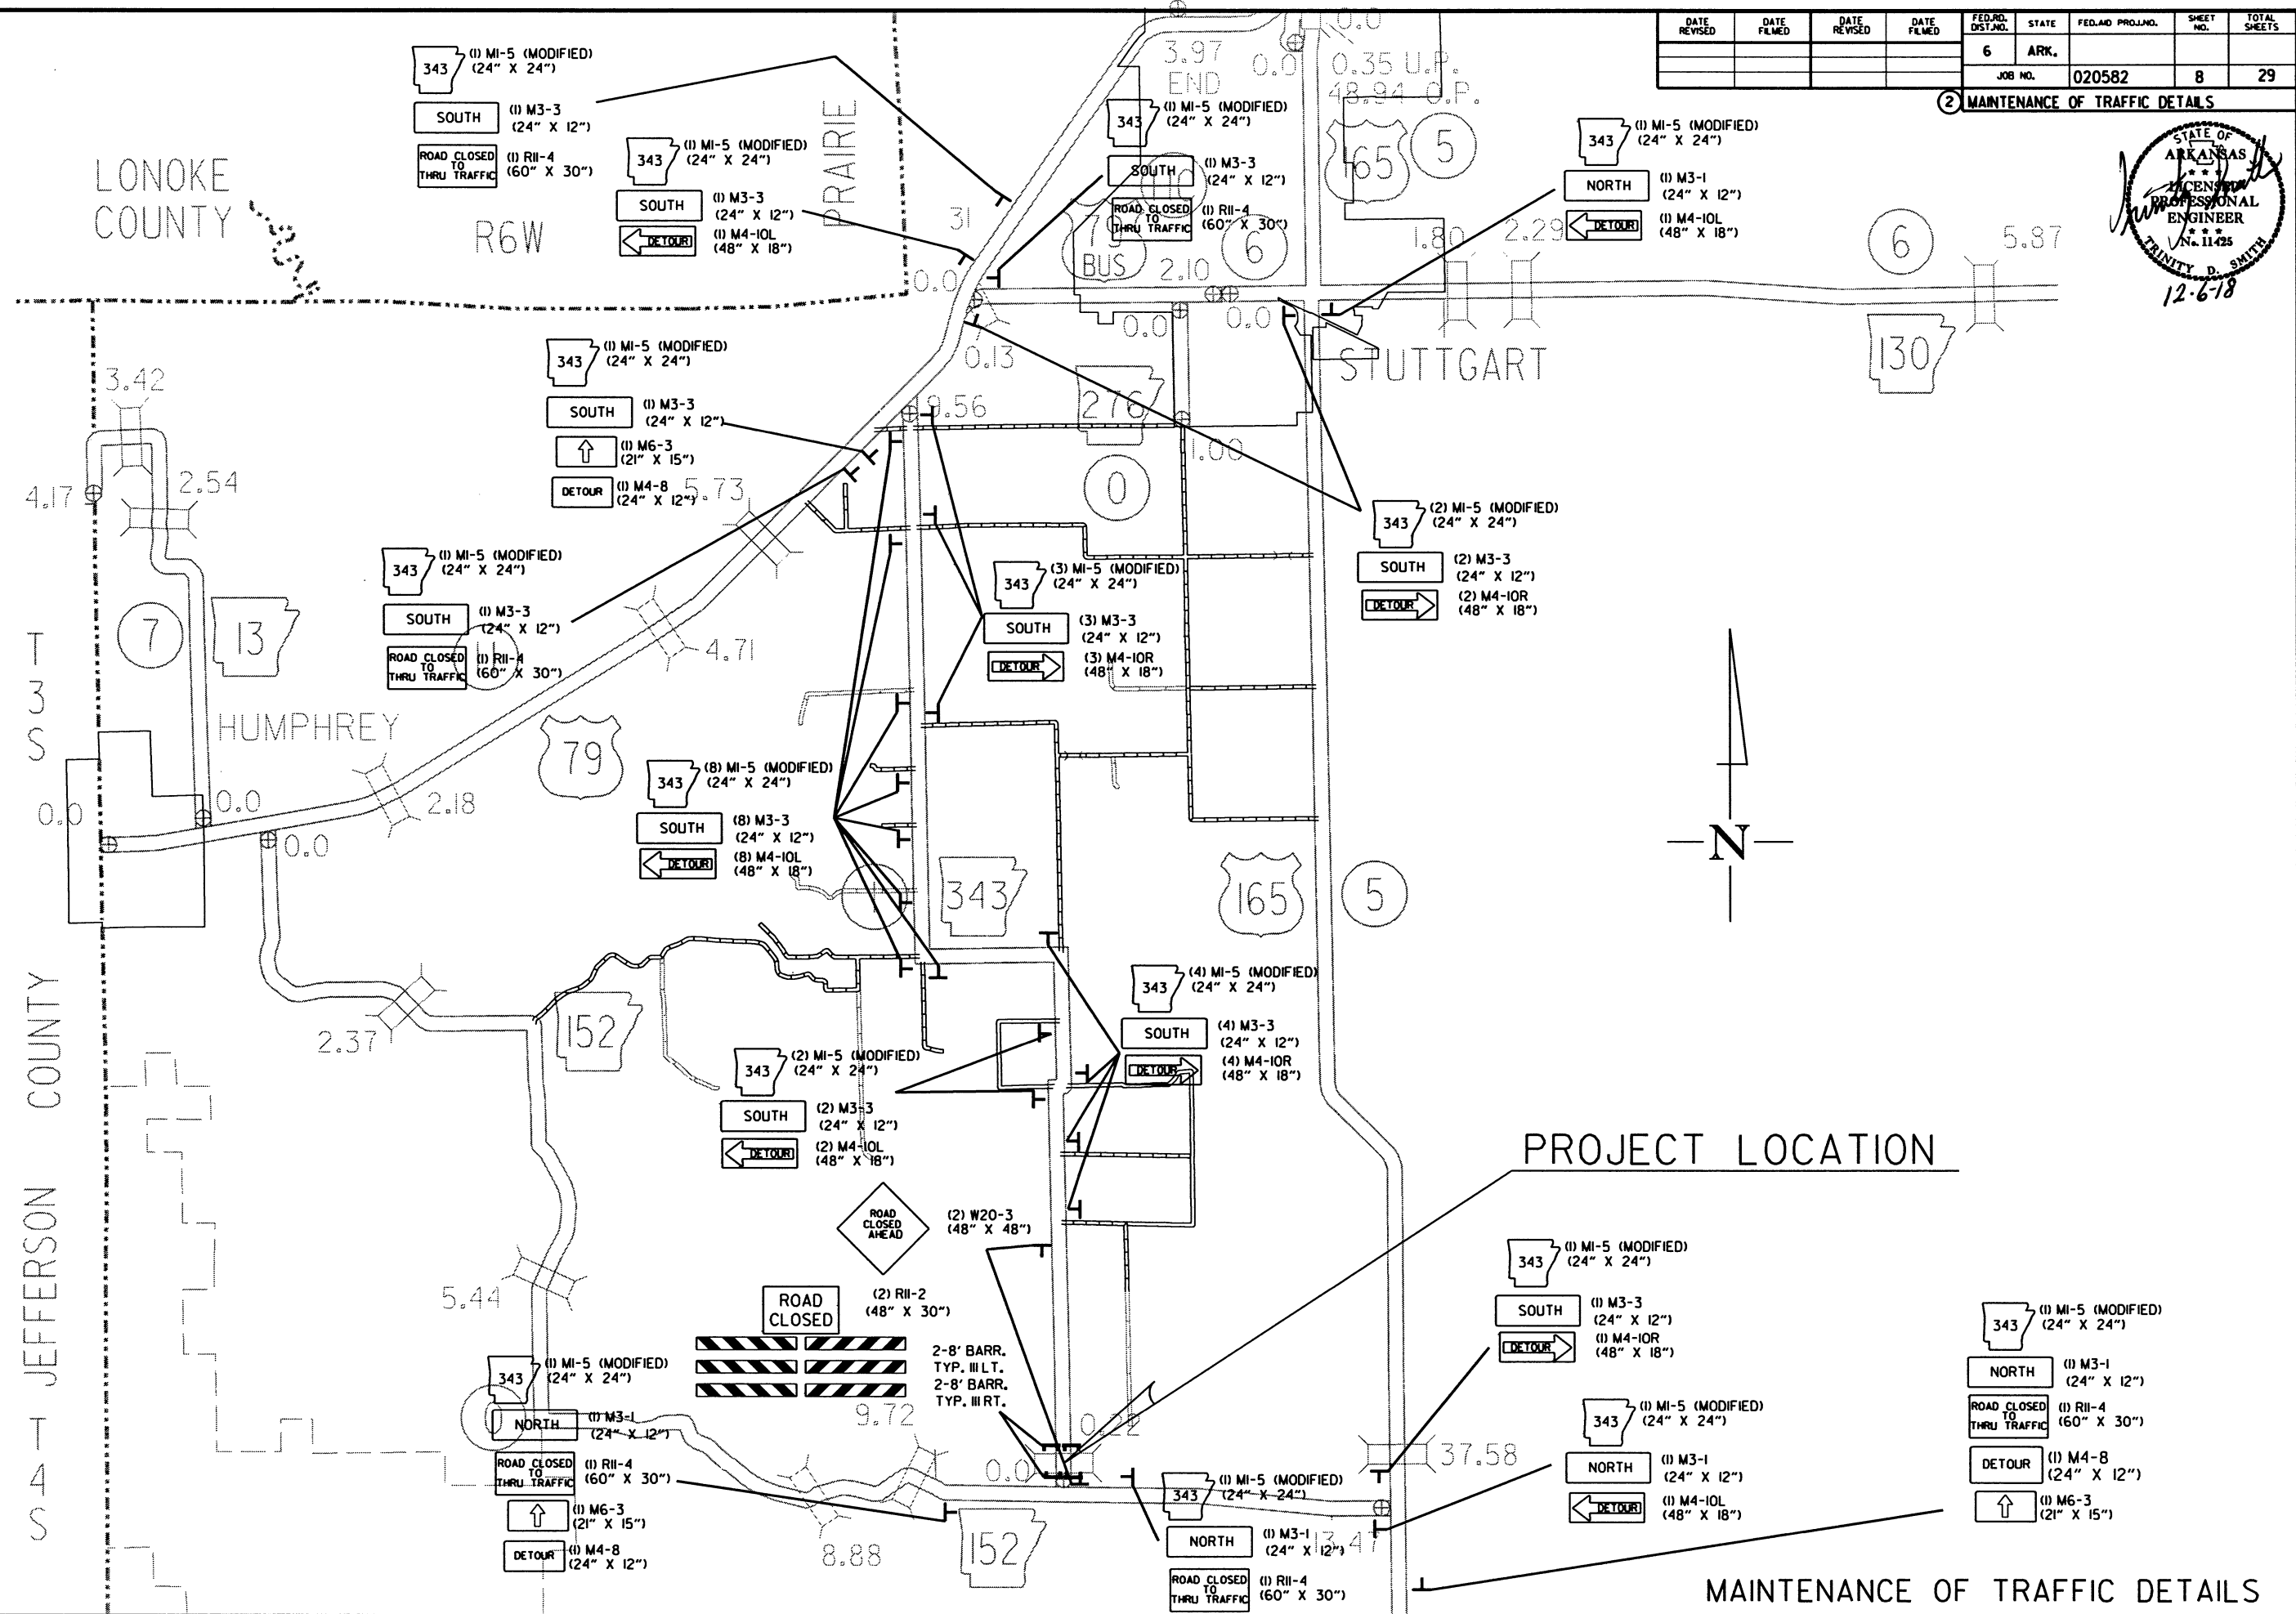 DATE REVISED
DATE FILMED
DATE REVISED
DATE FILMED
FED.RD. DIST.NO.
STATE
FED.AID PROJ.NO.
SHEET NO.
TOTAL SHEETS
6
ARK.
JOB NO.
020582
8
29
2 MAINTENANCE OF TRAFFIC DETAILS
STATE OF
ARKANSAS
* * *
LICENSED
PROFESSIONAL
ENGINEER
* * *
No. 11425
TRINITY D. SMITH
12-6-18
343
(1) M1-5 (MODIFIED)
(24" X 24")
SOUTH
(1) M3-3
(24" X 12")
ROAD CLOSED
TO
THRU TRAFFIC
(1) R11-4
(60" X 30")
343
(1) M1-5 (MODIFIED)
(24" X 24")
SOUTH
(1) M3-3
(24" X 12")
DETOUR
(1) M4-10L
(48" X 18")
343
(1) M1-5 (MODIFIED)
(24" X 24")
SOUTH
(1) M3-3
(24" X 12")
ROAD CLOSED
TO
THRU TRAFFIC
(1) R11-4
(60" X 30")
343
(1) M1-5 (MODIFIED)
(24" X 24")
NORTH
(1) M3-1
(24" X 12")
DETOUR
(1) M4-10L
(48" X 18")
LONOKE
COUNTY
R6W
PRAIRIE
31
3.97
END
0.0
0.0
0.35 U.P.
48.94 O.P.
165
5
79
BUS
6
2.10
1.80
2.29
6
5.87
0.0
0.13
0.0
0.0
STUTTGART
130
276
9.56
1.00
0
343
(1) M1-5 (MODIFIED)
(24" X 24")
SOUTH
(1) M3-3
(24" X 12")
(1) M6-3
(21" X 15")
DETOUR
(1) M4-8
(24" X 12")
5.73
3.42
4.17
2.54
7
13
T
3
S
HUMPHREY
343
(1) M1-5 (MODIFIED)
(24" X 24")
SOUTH
(1) M3-3
(24" X 12")
ROAD CLOSED
TO
THRU TRAFFIC
(1) R11-4
(60" X 30")
4.71
79
2.18
0.0
0.0
0.0
343
(3) M1-5 (MODIFIED)
(24" X 24")
SOUTH
(3) M3-3
(24" X 12")
DETOUR
(3) M4-10R
(48" X 18")
343
(2) M1-5 (MODIFIED)
(24" X 24")
SOUTH
(2) M3-3
(24" X 12")
DETOUR
(2) M4-10R
(48" X 18")
343
(8) M1-5 (MODIFIED)
(24" X 24")
SOUTH
(8) M3-3
(24" X 12")
DETOUR
(8) M4-10L
(48" X 18")
343
165
5
N
343
(4) M1-5 (MODIFIED)
(24" X 24")
SOUTH
(4) M3-3
(24" X 12")
DETOUR
(4) M4-10R
(48" X 18")
2.37
152
343
(2) M1-5 (MODIFIED)
(24" X 24")
SOUTH
(2) M3-3
(24" X 12")
DETOUR
(2) M4-10L
(48" X 18")
JEFFERSON COUNTY
PROJECT LOCATION
ROAD
CLOSED
AHEAD
(2) W20-3
(48" X 48")
ROAD
CLOSED
(2) R11-2
(48" X 30")
2-8' BARR.
TYP. III LT.
2-8' BARR.
TYP. III RT.
5.44
343
(1) M1-5 (MODIFIED)
(24" X 24")
NORTH
(1) M3-1
(24" X 12")
ROAD CLOSED
TO
THRU TRAFFIC
(1) R11-4
(60" X 30")
(1) M6-3
(21" X 15")
DETOUR
(1) M4-8
(24" X 12")
T
4
S
9.72
8.88
152
0.0
0.22
37.58
13.47
343
(1) M1-5 (MODIFIED)
(24" X 24")
NORTH
(1) M3-1
(24" X 12")
ROAD CLOSED
TO
THRU TRAFFIC
(1) R11-4
(60" X 30")
343
(1) M1-5 (MODIFIED)
(24" X 24")
SOUTH
(1) M3-3
(24" X 12")
DETOUR
(1) M4-10R
(48" X 18")
343
(1) M1-5 (MODIFIED)
(24" X 24")
NORTH
(1) M3-1
(24" X 12")
DETOUR
(1) M4-10L
(48" X 18")
343
(1) M1-5 (MODIFIED)
(24" X 24")
NORTH
(1) M3-1
(24" X 12")
ROAD CLOSED
TO
THRU TRAFFIC
(1) R11-4
(60" X 30")
DETOUR
(1) M4-8
(24" X 12")
(1) M6-3
(21" X 15")
MAINTENANCE OF TRAFFIC DETAILS